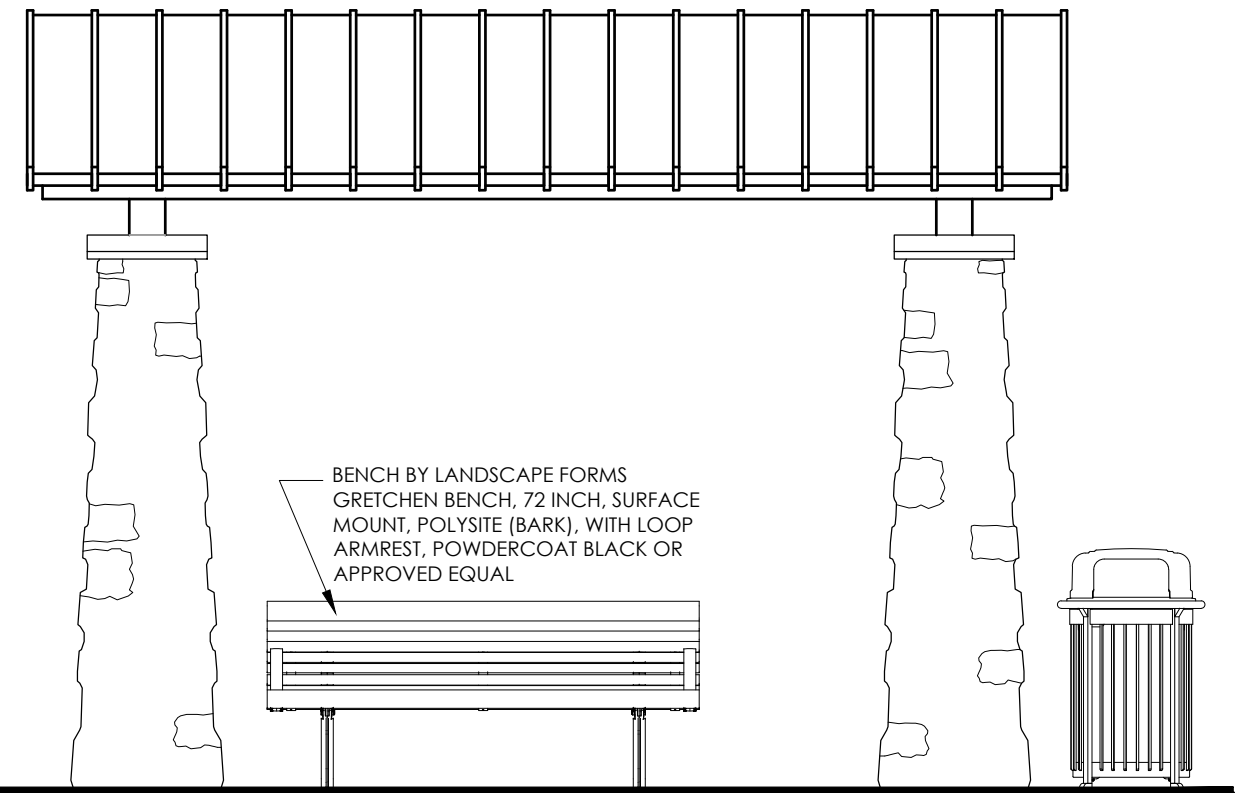 BENCH BY LANDSCAPE FORMS
GRETCHEN BENCH, 72 INCH, SURFACE
MOUNT, POLYSITE (BARK), WITH LOOP
ARMREST, POWDERCOAT BLACK OR
APPROVED EQUAL